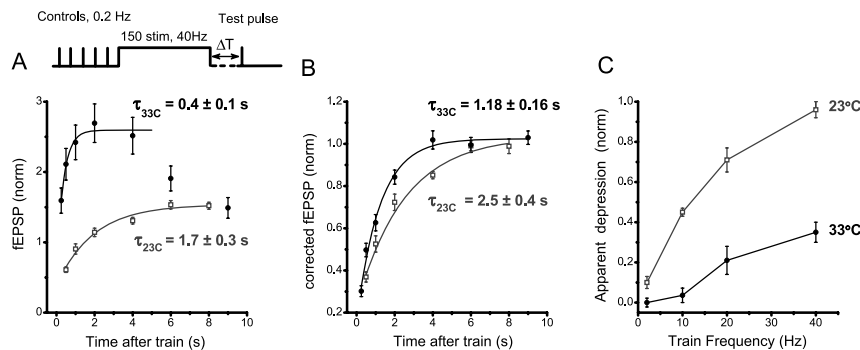 Controls, 0.2 Hz
Test pulse
150 stim, 40Hz
ΔT
A
B
C
3
2
1
0
fEPSP (norm)
τ33C = 0.4 ± 0.1 s
τ23C = 1.7 ± 0.3 s
0 2 4 6 8 10
Time after train (s)
1.2
1.0
0.8
0.6
0.4
0.2
corrected fEPSP (norm)
τ33C = 1.18 ± 0.16 s
τ23C = 2.5 ± 0.4 s
0 2 4 6 8 10
Time after train (s)
1.0
0.8
0.6
0.4
0.2
0.0
Apparent depression (norm)
23ºC
33ºC
0 10 20 30 40
Train Frequency (Hz)